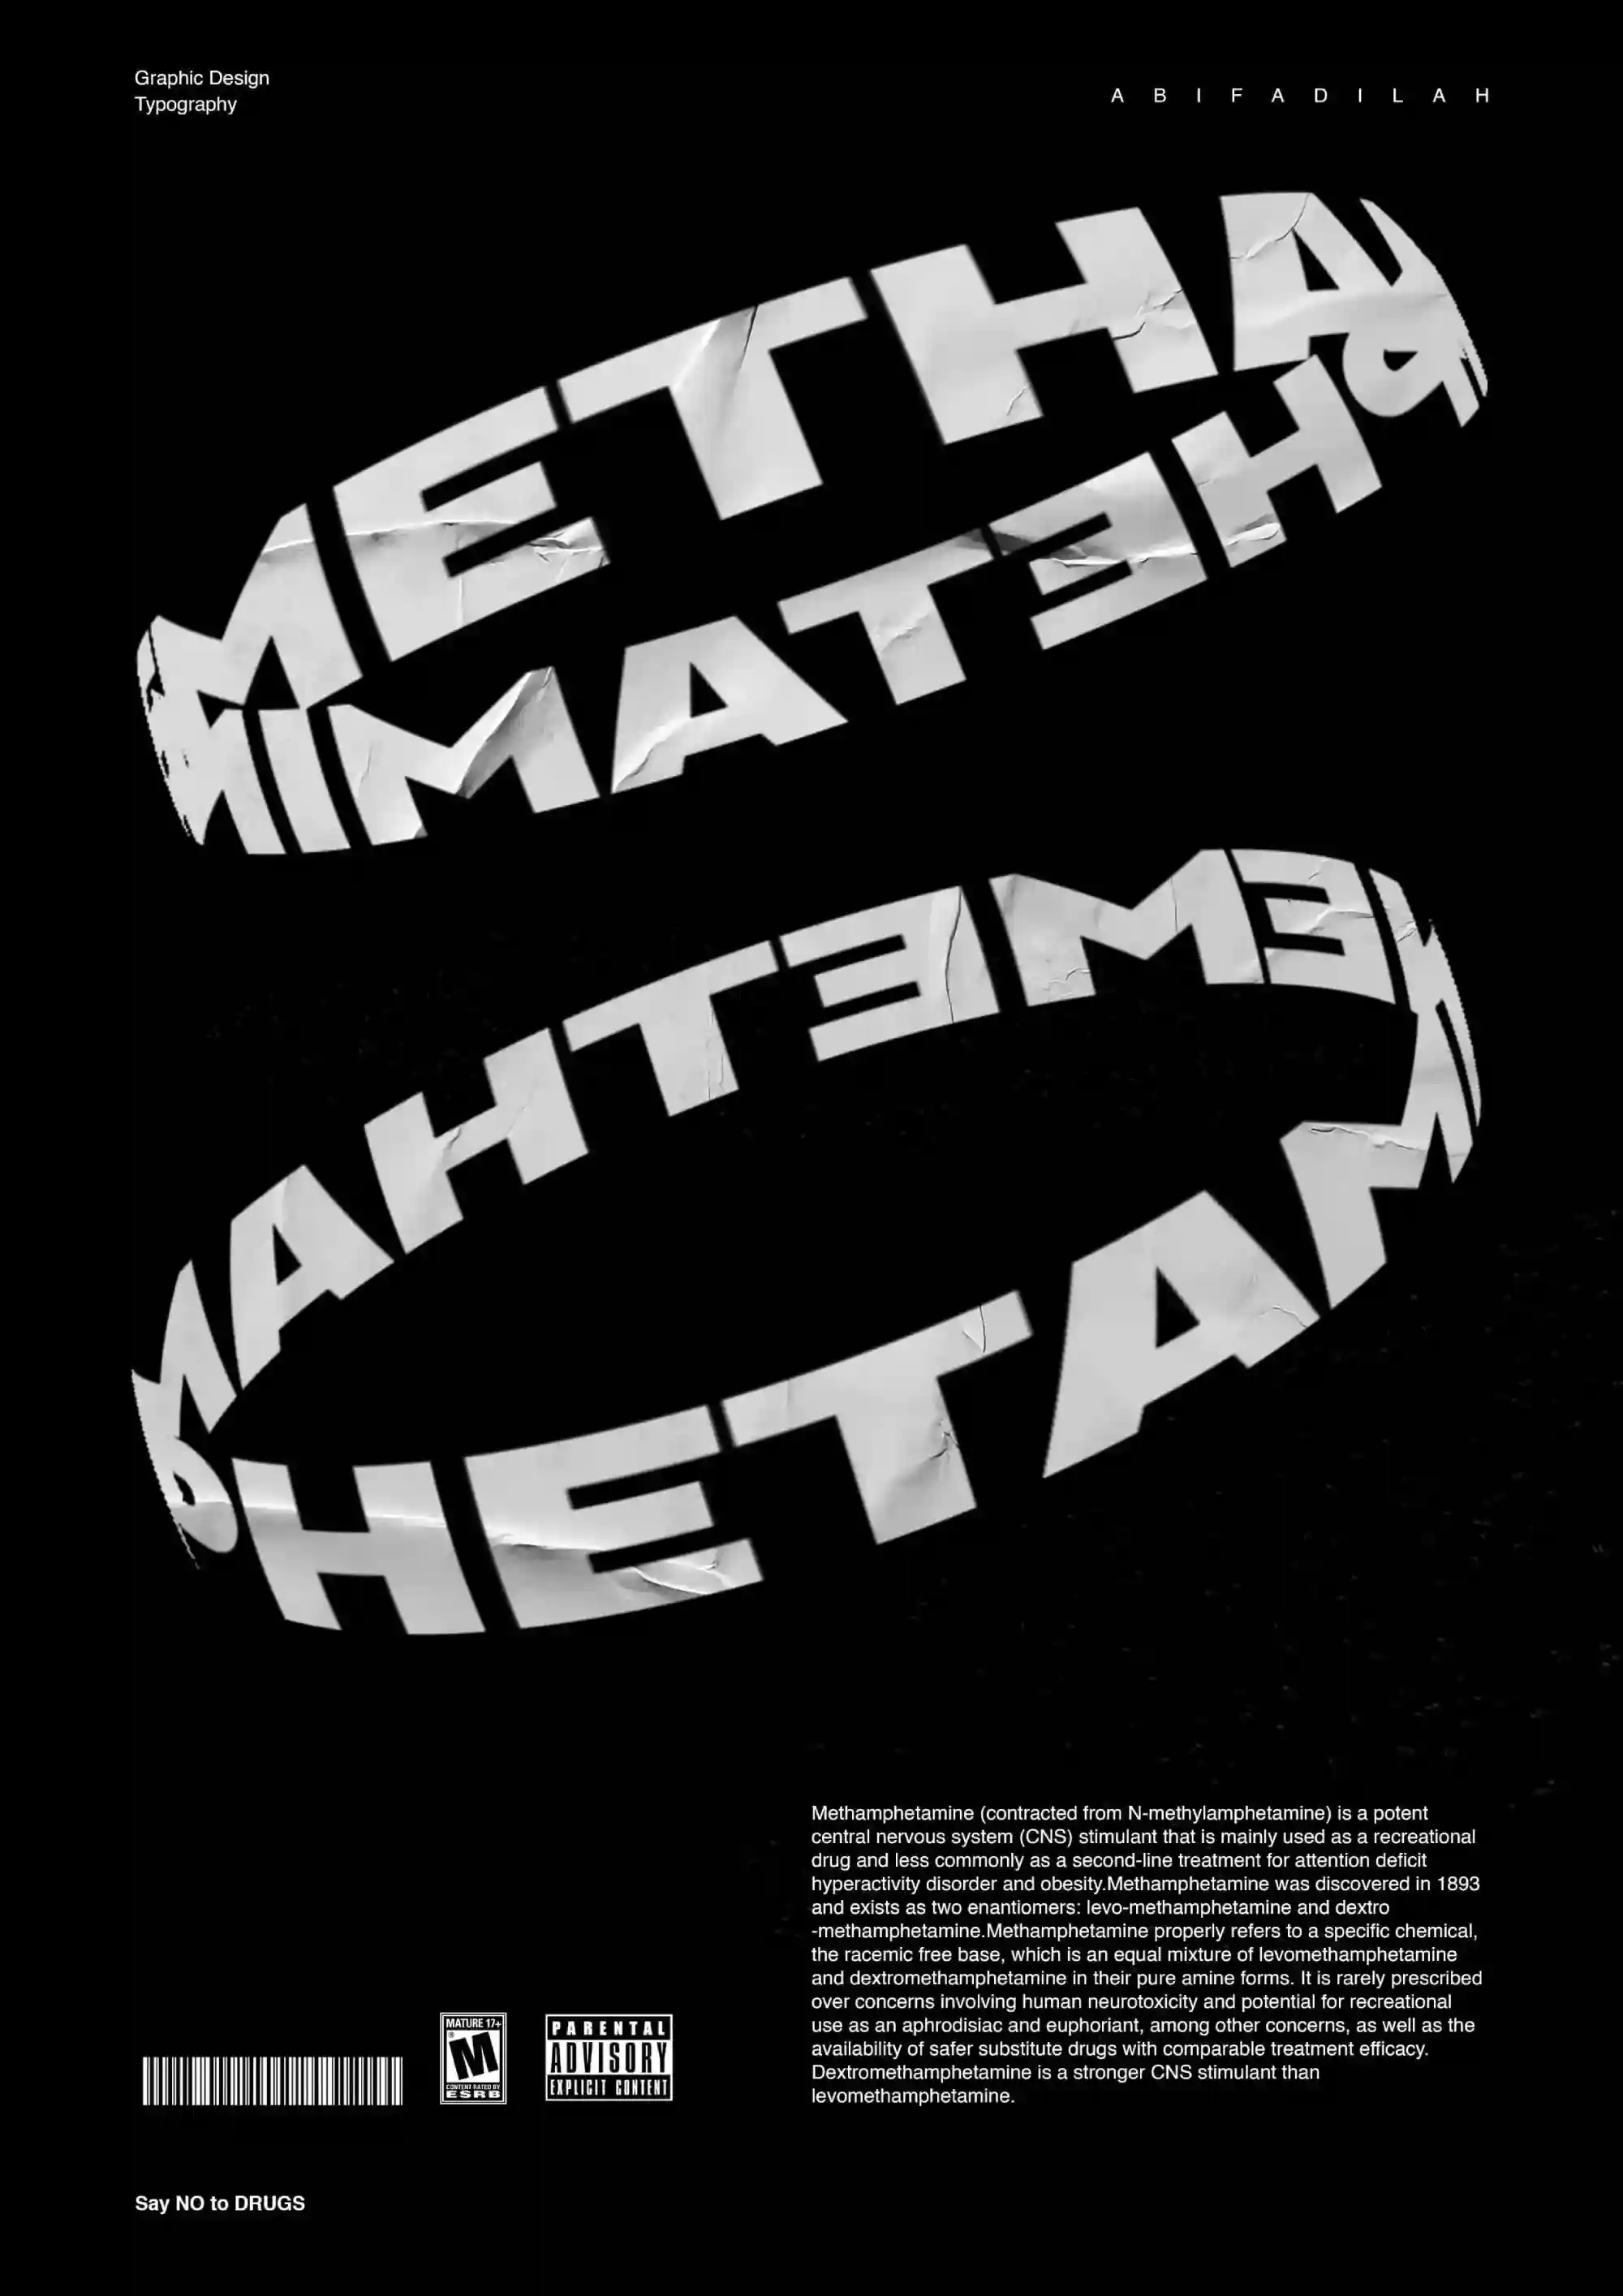 Graphic Design
Typography
A B I F A D I L A H
METHA
NIMATƎHP
MAHTƎMƎN
PHETAM
Methamphetamine (contracted from N-methylamphetamine) is a potent
central nervous system (CNS) stimulant that is mainly used as a recreational
drug and less commonly as a second-line treatment for attention deficit
hyperactivity disorder and obesity.Methamphetamine was discovered in 1893
and exists as two enantiomers: levo-methamphetamine and dextro
-methamphetamine.Methamphetamine properly refers to a specific chemical,
the racemic free base, which is an equal mixture of levomethamphetamine
and dextromethamphetamine in their pure amine forms. It is rarely prescribed
over concerns involving human neurotoxicity and potential for recreational
use as an aphrodisiac and euphoriant, among other concerns, as well as the
availability of safer substitute drugs with comparable treatment efficacy.
Dextromethamphetamine is a stronger CNS stimulant than
levomethamphetamine.
MATURE 17+
M
CONTENT RATED BY
ESRB
PARENTAL
ADVISORY
EXPLICIT CONTENT
Say NO to DRUGS